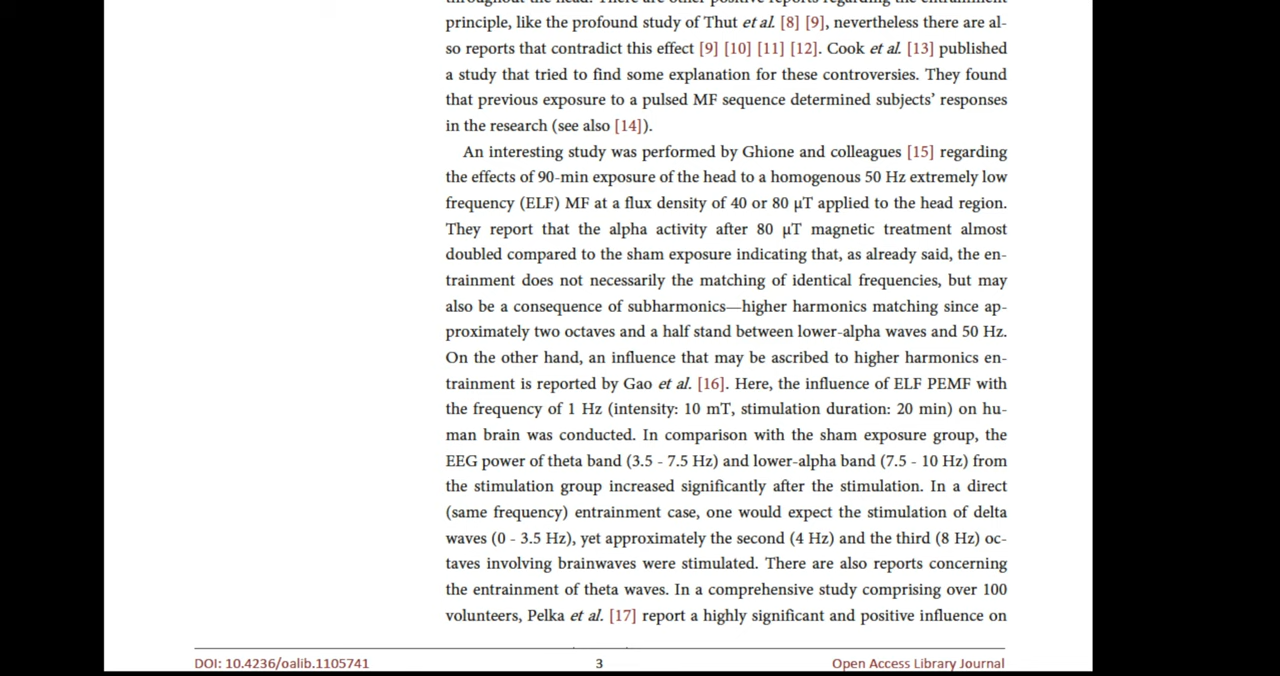 throughout the head. There are other positive reports regarding the entrainment
principle, like the profound study of Thut et al. [8] [9], nevertheless there are al-
so reports that contradict this effect [9] [10] [11] [12]. Cook et al. [13] published
a study that tried to find some explanation for these controversies. They found
that previous exposure to a pulsed MF sequence determined subjects’ responses
in the research (see also [14]).
An interesting study was performed by Ghione and colleagues [15] regarding
the effects of 90-min exposure of the head to a homogenous 50 Hz extremely low
frequency (ELF) MF at a flux density of 40 or 80 μT applied to the head region.
They report that the alpha activity after 80 μT magnetic treatment almost
doubled compared to the sham exposure indicating that, as already said, the en-
trainment does not necessarily the matching of identical frequencies, but may
also be a consequence of subharmonics—higher harmonics matching since ap-
proximately two octaves and a half stand between lower-alpha waves and 50 Hz.
On the other hand, an influence that may be ascribed to higher harmonics en-
trainment is reported by Gao et al. [16]. Here, the influence of ELF PEMF with
the frequency of 1 Hz (intensity: 10 mT, stimulation duration: 20 min) on hu-
man brain was conducted. In comparison with the sham exposure group, the
EEG power of theta band (3.5 - 7.5 Hz) and lower-alpha band (7.5 - 10 Hz) from
the stimulation group increased significantly after the stimulation. In a direct
(same frequency) entrainment case, one would expect the stimulation of delta
waves (0 - 3.5 Hz), yet approximately the second (4 Hz) and the third (8 Hz) oc-
taves involving brainwaves were stimulated. There are also reports concerning
the entrainment of theta waves. In a comprehensive study comprising over 100
volunteers, Pelka et al. [17] report a highly significant and positive influence on
DOI: 10.4236/oalib.1105741
3
Open Access Library Journal